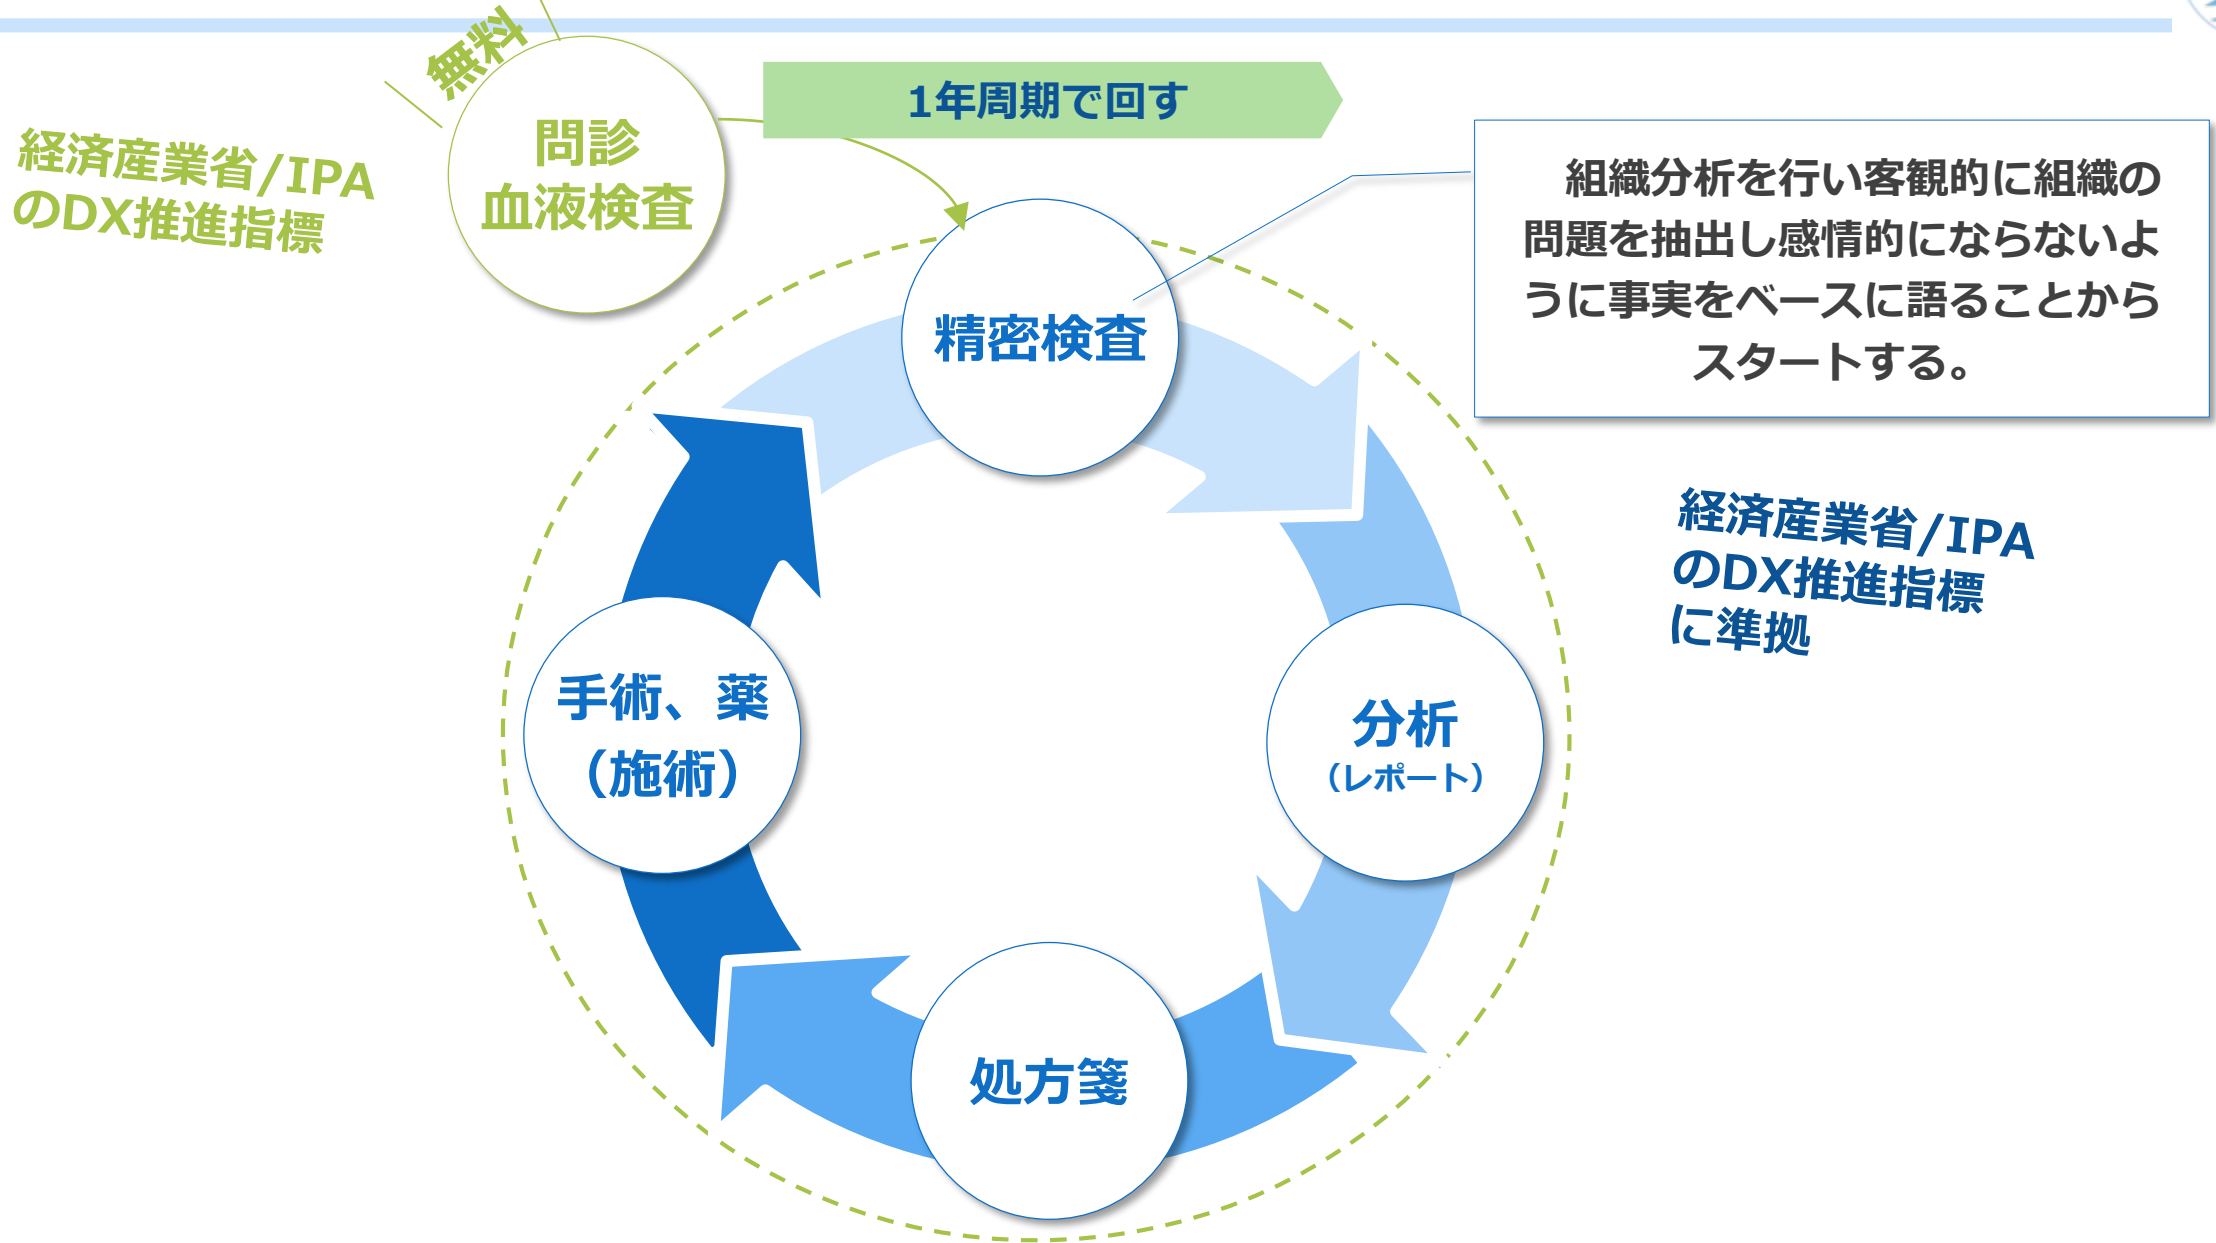 無料
問診
血液検査
経済産業省/IPA
のDX推進指標
1年周期で回す
組織分析を行い客観的に組織の
問題を抽出し感情的にならないよ
うに事実をベースに語ることから
スタートする。
精密検査
経済産業省/IPA
のDX推進指標
に準拠
手術、薬
（施術）
分析
（レポート）
処方箋